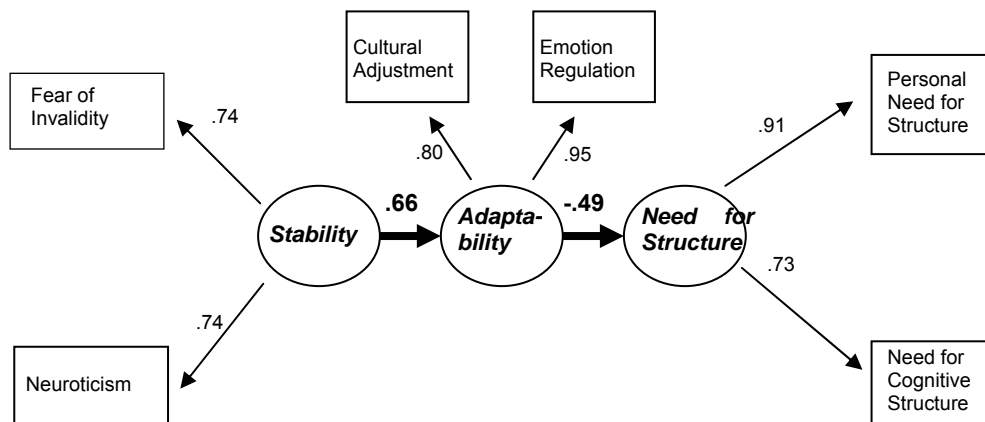 Cultural
Adjustment
Emotion
Regulation
Personal
Need for
Structure
Fear of
Invalidity
.74
.80
.95
.91
.66
-.49
Stability
Adapta-
bility
Need for
Structure
.73
.74
Neuroticism
Need for
Cognitive
Structure